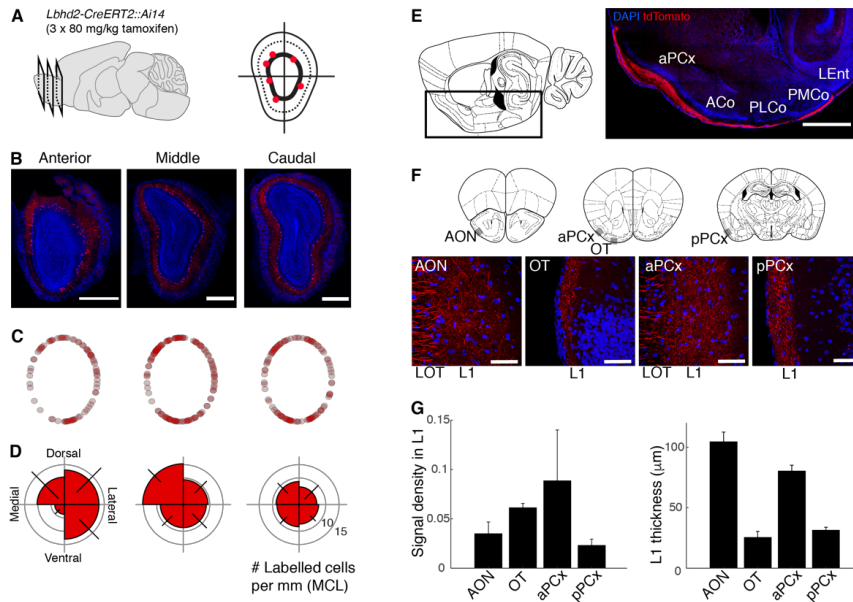 A
Lbhd2-CreERT2::Ai14
(3 x 80 mg/kg tamoxifen)
B
Anterior
Middle
Caudal
C
D
Dorsal
Medial
Lateral
Ventral
10
15
# Labelled cells
per mm (MCL)
E
DAPI tdTomato
aPCx
LEnt
ACo
PMCo
PLCo
F
AON
aPCx
OT
pPCx
AON
OT
aPCx
pPCx
LOT L1
L1
LOT L1
L1
G
Signal density in L1
0.15
0.1
0.05
0
AON
OT
aPCx
pPCx
L1 thickness (μm)
100
50
0
AON
OT
aPCx
pPCx